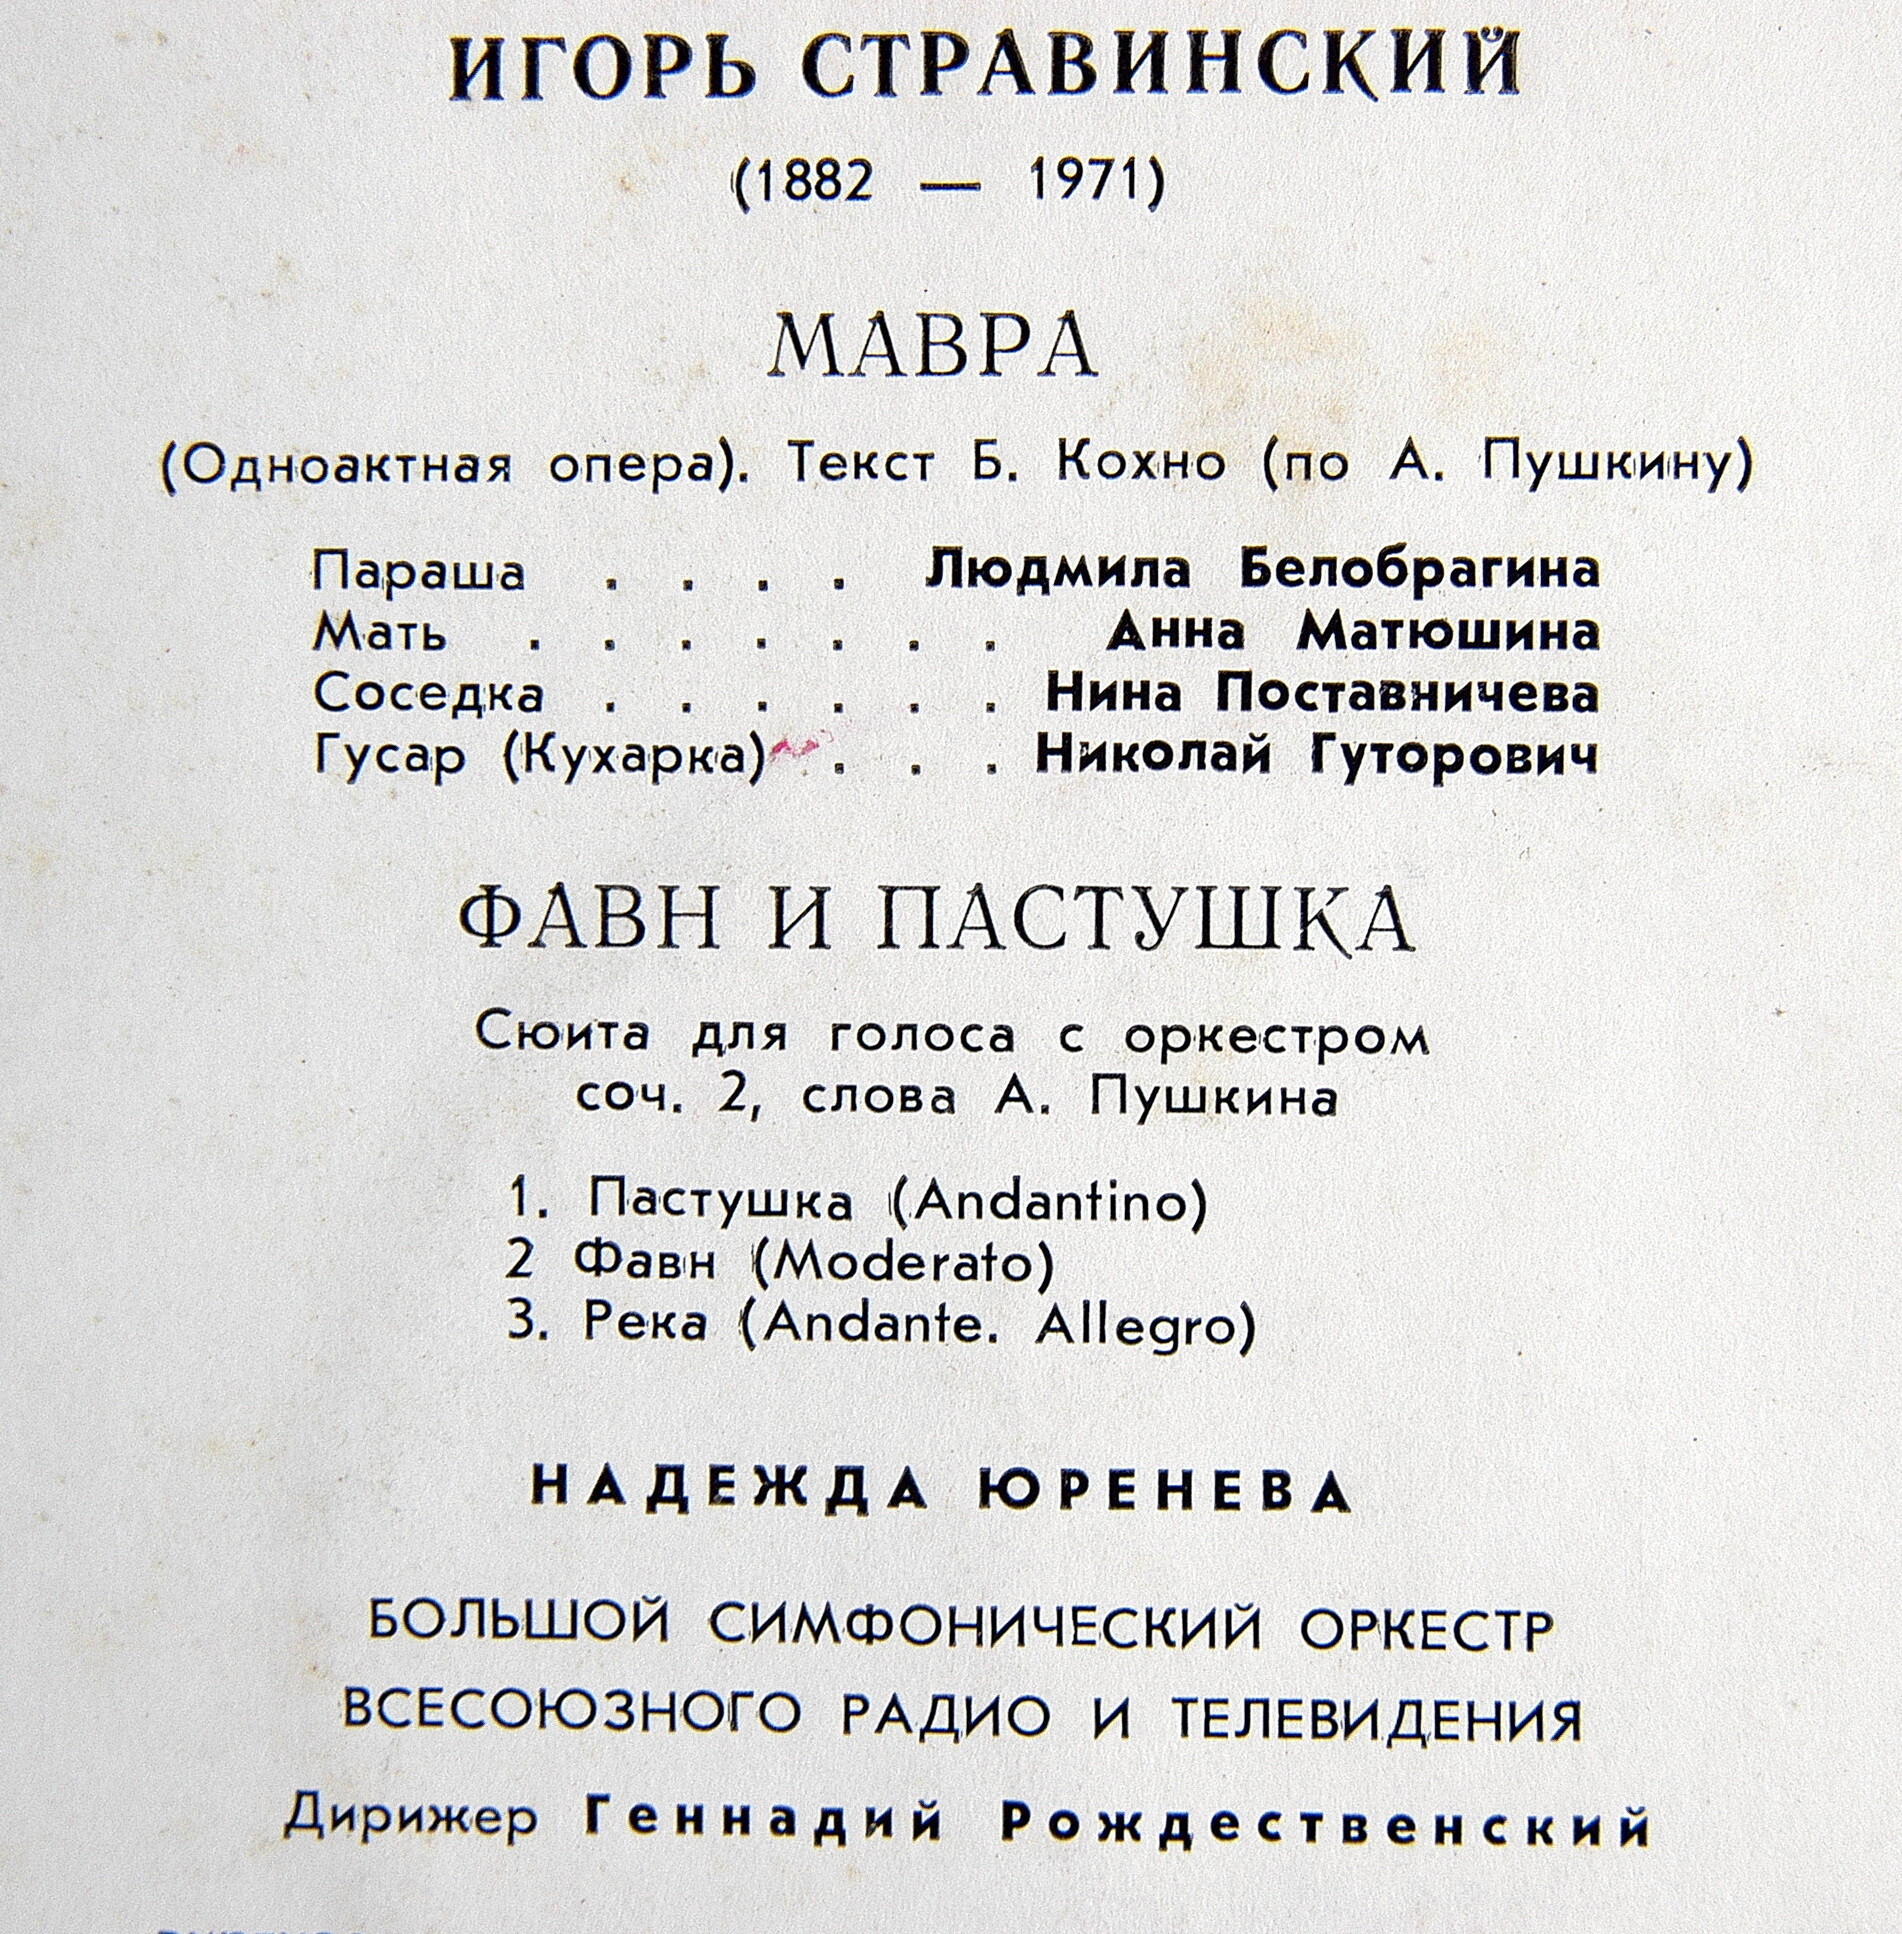 ИГОРЬ СТРАВИНСКИЙ
(1882 — 1971)
МАВРА
(Одноактная опера). Текст Б. Кохно (по А. Пушкину)
Параша . . . . Людмила Белобрагина
Мать . . . . . . . Анна Матюшина
Соседка . . . . . . Нина Поставничева
Гусар (Кухарка) . . . Николай Гуторович
ФАВН И ПАСТУШКА
Сюита для голоса с оркестром
соч. 2, слова А. Пушкина
1. Пастушка (Andantino)
2 Фавн (Moderato)
3. Река (Andante. Allegro)
НАДЕЖДА ЮРЕНЕВА
БОЛЬШОЙ СИМФОНИЧЕСКИЙ ОРКЕСТР
ВСЕСОЮЗНОГО РАДИО И ТЕЛЕВИДЕНИЯ
Дирижер Геннадий Рождественский